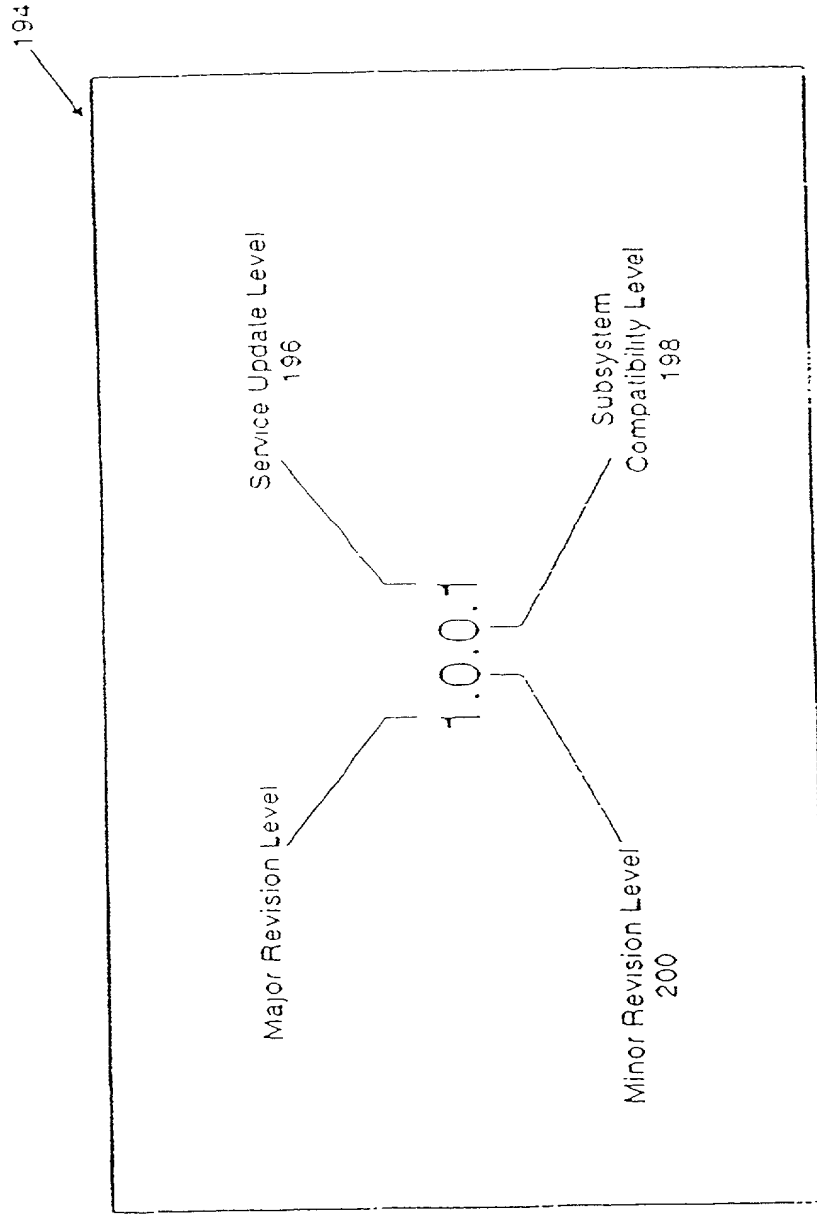 194
Major Revision Level
Service Update Level
196
1.0.0.1
Minor Revision Level
200
Subsystem
Compatibility Level
198